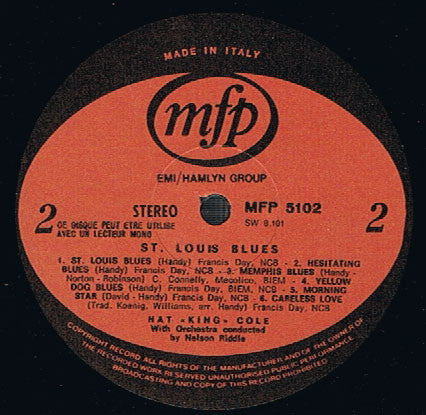 MADE IN ITALY
mfp
EMI/HAMLYN GROUP
2
STEREO
MFP 5102
2
CE DISQUE PEUT ÊTRE UTILISÉ
AVEC UN LECTEUR MONO
SW 8.101
ST. LOUIS BLUES
1. ST. LOUIS BLUES (Handy) Francis Day, NCB - 2. HESITATING
BLUES (Handy) Francis Day, NCB - 3. MEMPHIS BLUES (Handy -
Norton - Robinson) C. Connelly, Mecolico, BIEM - 4. YELLOW
DOG BLUES (Handy) Francis Day, BIEM, NCB - 5. MORNING
STAR (David - Handy) Francis Day, NCB - 6. CARELESS LOVE
(Trad. Koenig, Williams, arr. Handy) Francis Day, NCB
NAT «KING» COLE
With Orchestra conducted
by Nelson Riddle
COPYRIGHT RECORD ALL RIGHTS OF THE MANUFACTURER AND OF THE OWNER OF
THE RECORDED WORK RESERVED UNAUTHORISED PUBLIC PERFORMANCE
BROADCASTING AND COPY OF THIS RECORD PROHIBITED